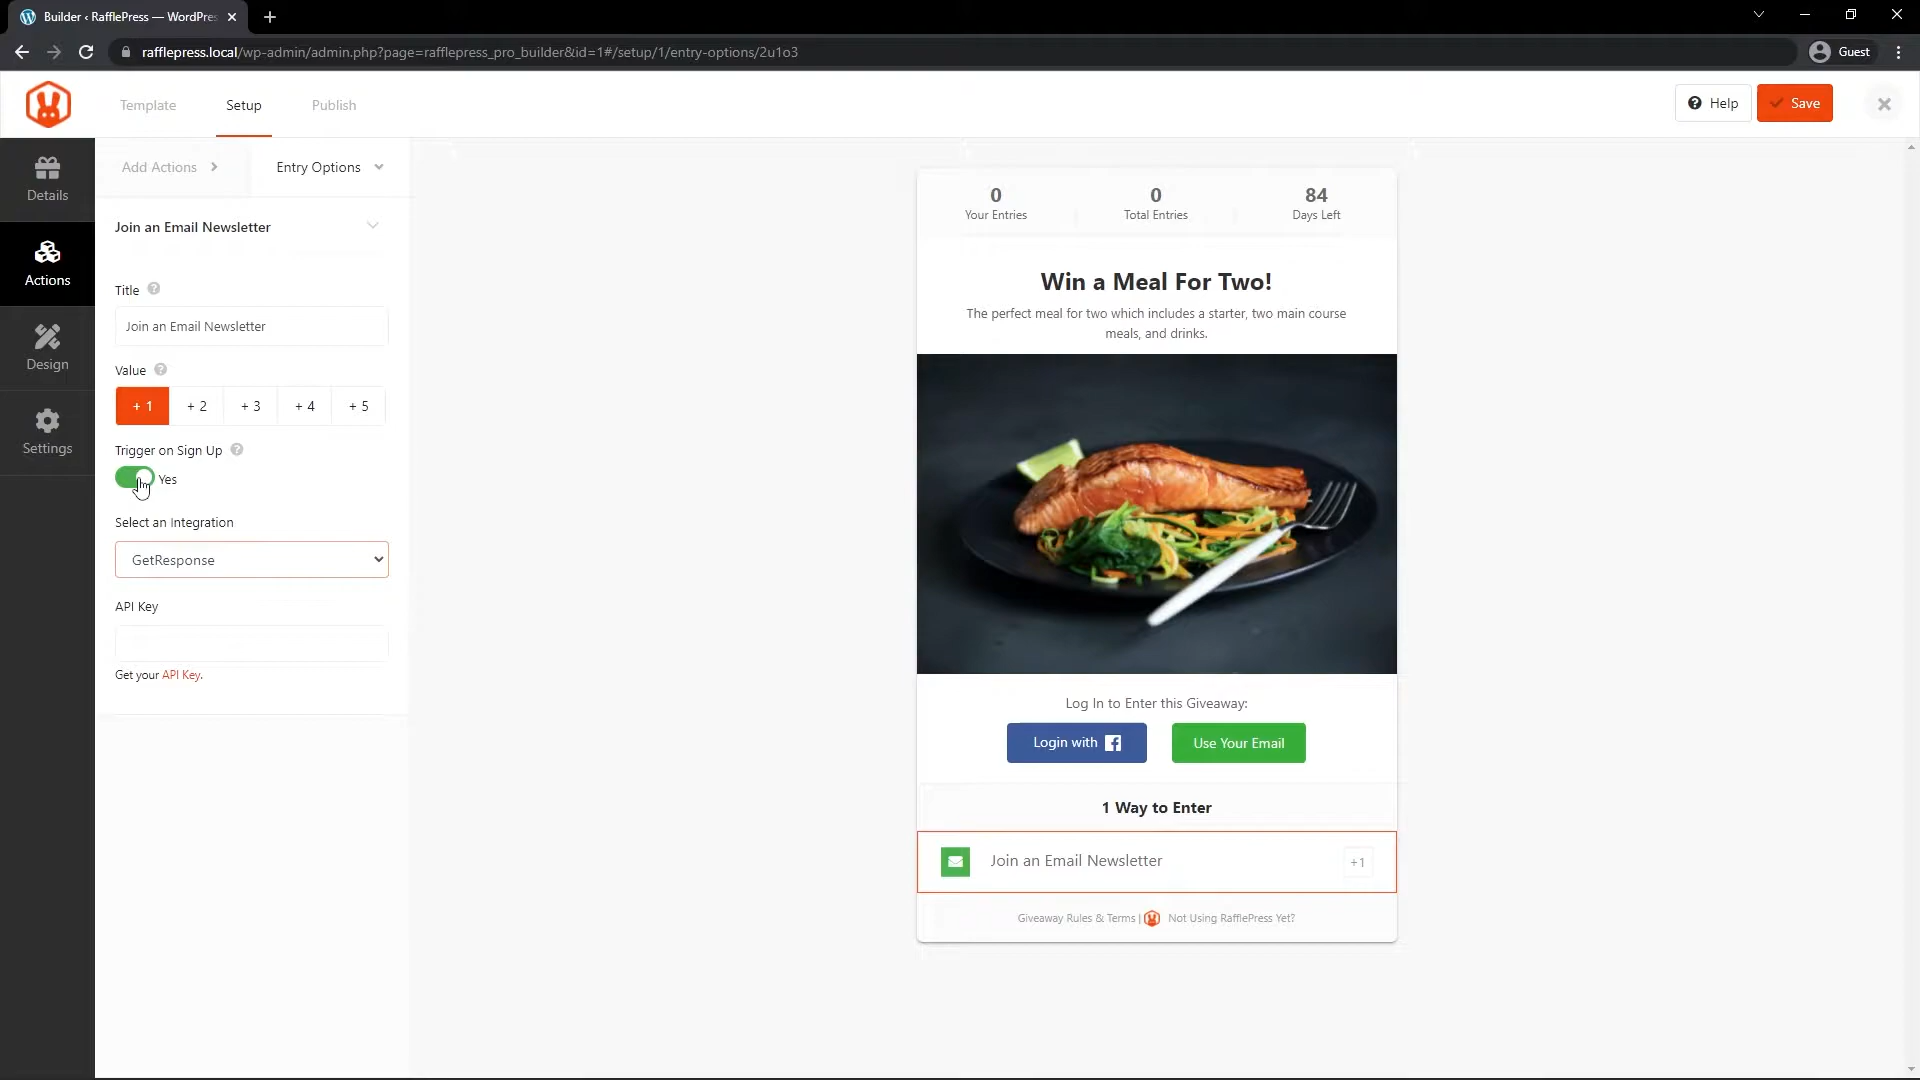 Builder ‹ RafflePress — WordPres
rafflepress.local/wp-admin/admin.php?page=rafflepress_pro_builder&id=1#/setup/1/entry-options/2u1o3
Guest
Template
Setup
Publish
Help
Save
Details
Actions
Design
Settings
Add Actions
Entry Options
Join an Email Newsletter
Title
Join an Email Newsletter
Value
+ 1
+ 2
+ 3
+ 4
+ 5
Trigger on Sign Up
Yes
Select an Integration
GetResponse
API Key
Get your API Key.
0
Your Entries
0
Total Entries
84
Days Left
Win a Meal For Two!
The perfect meal for two which includes a starter, two main course
meals, and drinks.
Log In to Enter this Giveaway:
Login with
Use Your Email
1 Way to Enter
Join an Email Newsletter
+1
Giveaway Rules & Terms | Not Using RafflePress Yet?